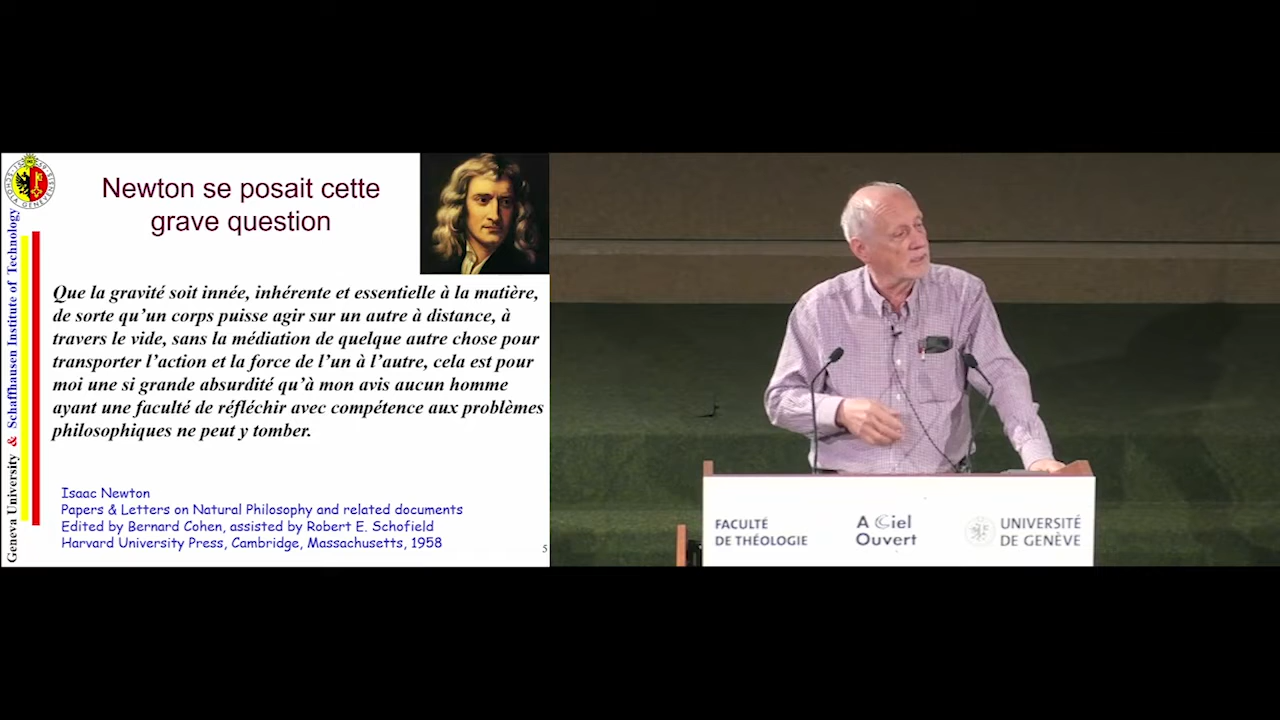 Newton se posait cette
grave question
Que la gravité soit innée, inhérente et essentielle à la matière,
de sorte qu'un corps puisse agir sur un autre à distance, à
travers le vide, sans la médiation de quelque autre chose pour
transporter l'action et la force de l'un à l'autre, cela est pour
moi une si grande absurdité qu'à mon avis aucun homme
ayant une faculté de réfléchir avec compétence aux problèmes
philosophiques ne peut y tomber.
Isaac Newton
Papers & Letters on Natural Philosophy and related documents
Edited by Bernard Cohen, assisted by Robert E. Schofield
Harvard University Press, Cambridge, Massachusetts, 1958
5
Geneva University & Schaffhausen Institute of Technology
FACULTÉ
DE THÉOLOGIE
A Ciel
Ouvert
UNIVERSITÉ
DE GENÈVE